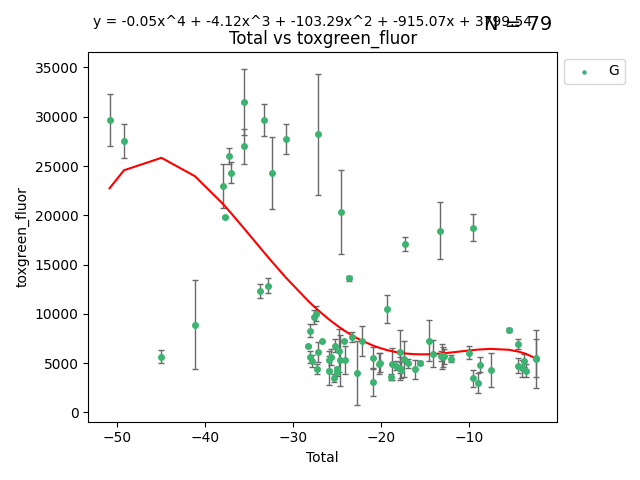 y = -0.05x^4 + -4.12x^3 + -103.29x^2 + -915.07x + 3799.54
N = 79
Total vs toxgreen_fluor
G
35000
30000
25000
20000
15000
10000
5000
0
toxgreen_fluor
−50 −40 −30 −20 −10
Total